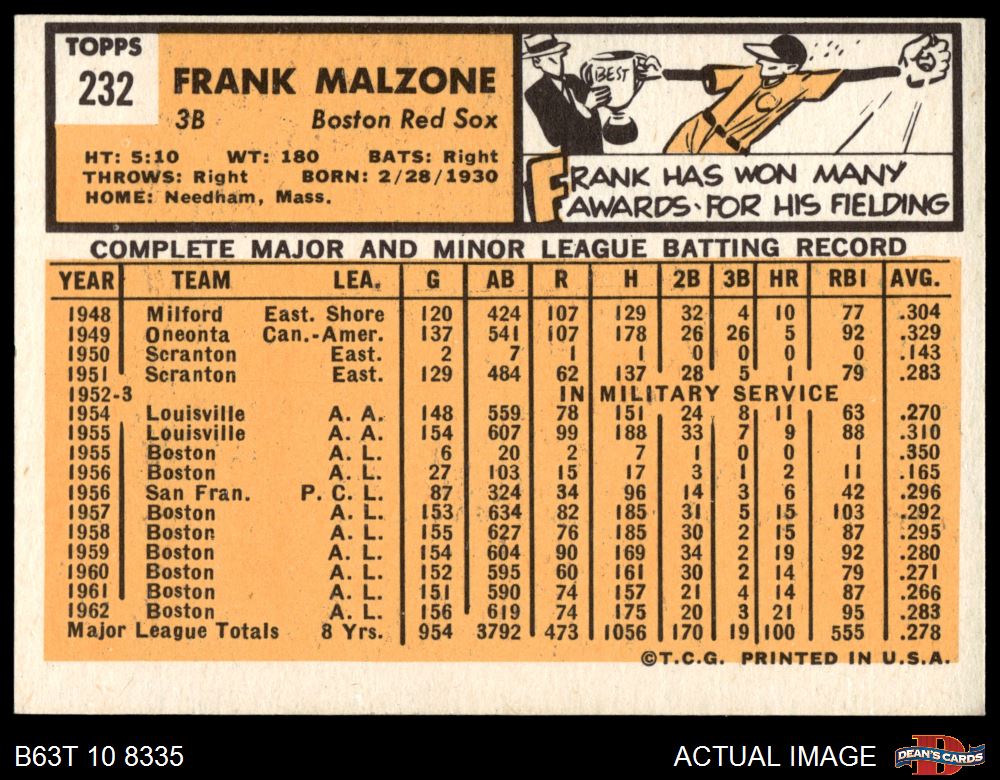 TOPPS
232
FRANK MALZONE
3B Boston Red Sox
HT: 5:10 WT: 180 BATS: Right
THROWS: Right BORN: 2/28/1930
HOME: Needham, Mass.
BEST
C
FRANK HAS WON MANY
AWARDS FOR HIS FIELDING
COMPLETE MAJOR AND MINOR LEAGUE BATTING RECORD
YEAR TEAM LEA. G AB R H 2B 3B HR RBI AVG.
1948 Milford East. Shore 120 424 107 129 32 4 10 77 .304
1949 Oneonta Can.-Amer. 137 541 107 178 26 26 5 92 .329
1950 Scranton East. 2 7 1 1 0 0 0 0 .143
1951 Scranton East. 129 484 62 137 28 5 1 79 .283
1952-3 IN MILITARY SERVICE
1954 Louisville A. A. 148 559 78 151 24 8 11 63 .270
1955 Louisville A. A. 154 607 99 188 33 7 9 88 .310
1955 Boston A. L. 6 20 2 7 1 0 0 1 .350
1956 Boston A. L. 27 103 15 17 3 1 2 11 .165
1956 San Fran. P. C. L. 87 324 34 96 14 3 6 42 .296
1957 Boston A. L. 153 634 82 185 31 5 15 103 .292
1958 Boston A. L. 155 627 76 185 30 2 15 87 .295
1959 Boston A. L. 154 604 90 169 34 2 19 92 .280
1960 Boston A. L. 152 595 60 161 30 2 14 79 .271
1961 Boston A. L. 151 590 74 157 21 4 14 87 .266
1962 Boston A. L. 156 619 74 175 20 3 21 95 .283
Major League Totals 8 Yrs. 954 3792 473 1056 170 19 100 555 .278
©T.C.G. PRINTED IN U.S.A.
B63T 10 8335 ACTUAL IMAGE D DEAN'S CARDS